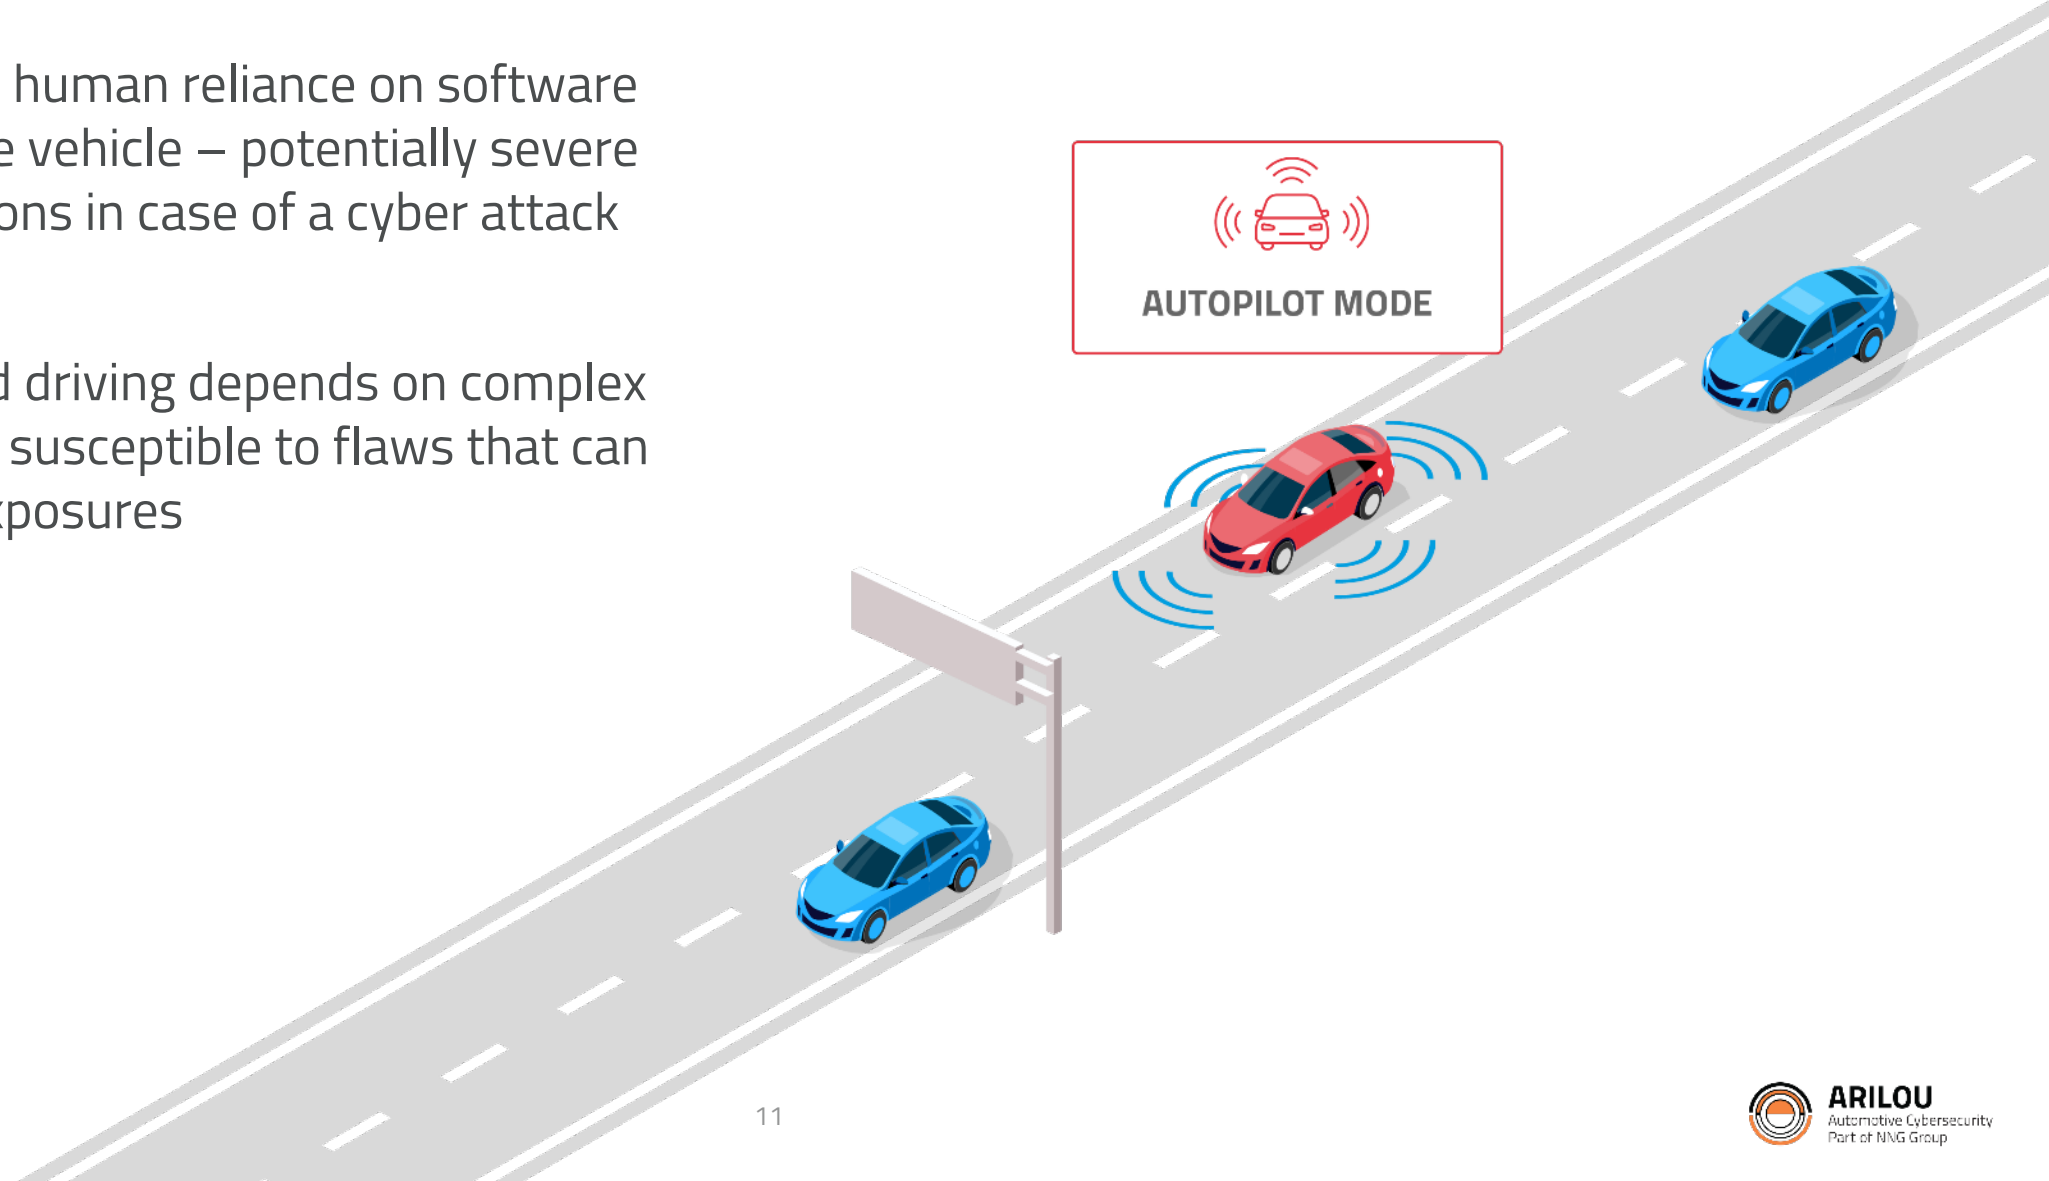 human reliance on software
e vehicle – potentially severe
ons in case of a cyber attack
d driving depends on complex
susceptible to flaws that can
xposures
AUTOPILOT MODE
11
ARILOU
Automotive Cybersecurity
Part of NNG Group